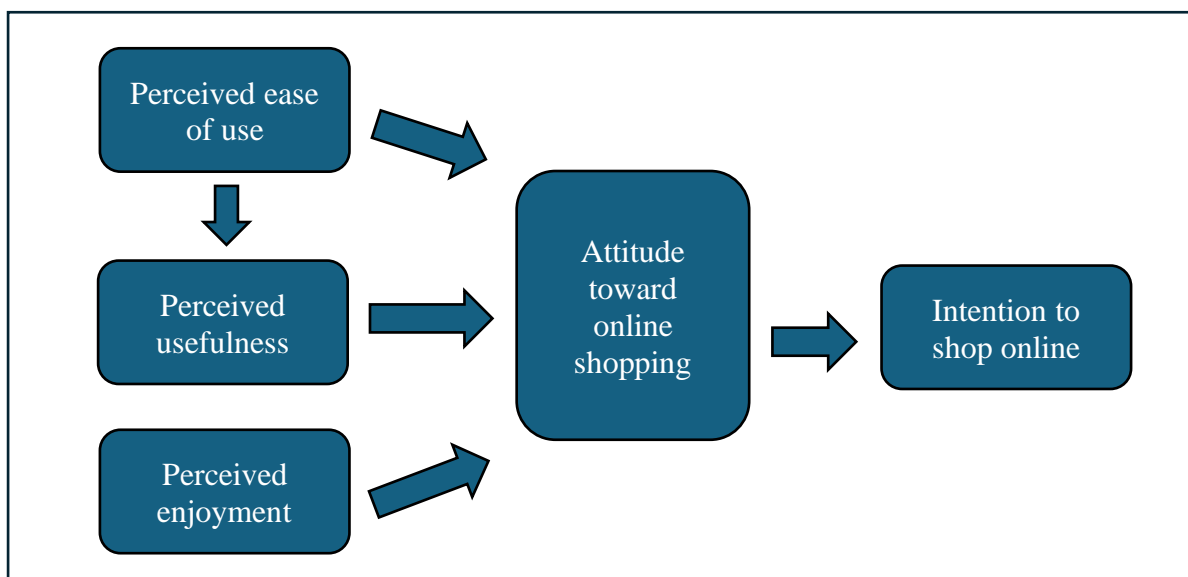 Perceived ease
of use
Perceived
usefulness
Perceived
enjoyment
Attitude
toward
online
shopping
Intention to
shop online